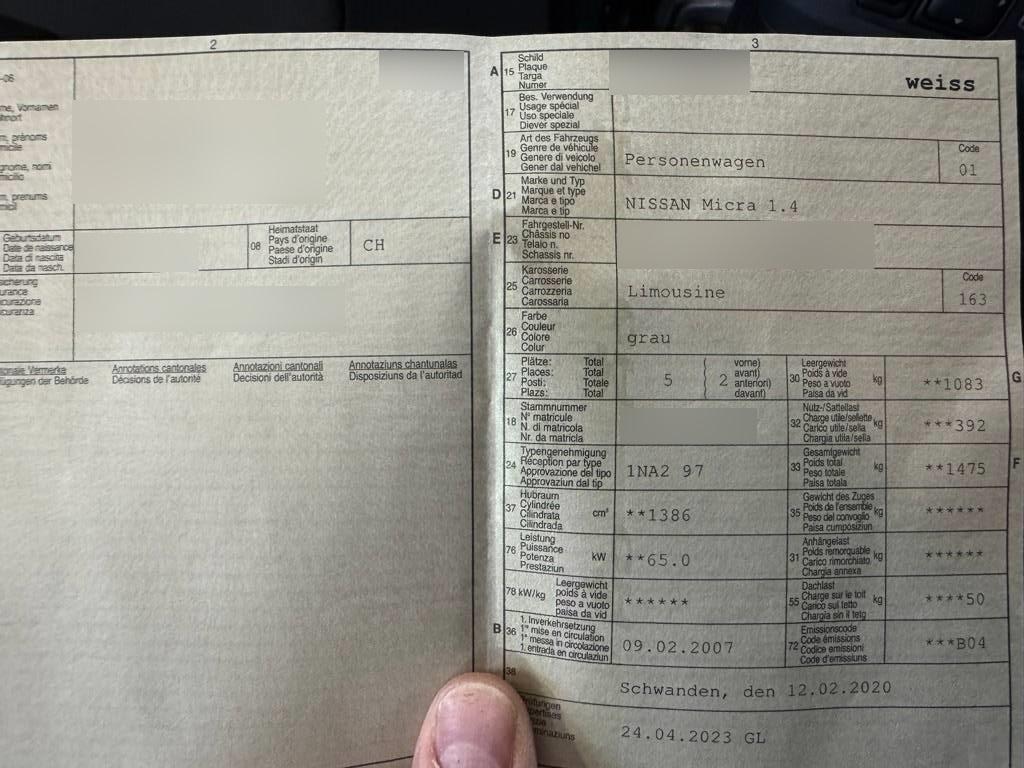 2
-06
me, Vornamen
m, prénoms
gnome, nomi
m, prenums
Geburtsdatum
Date de naissance
Data di nascita
Data da nasch.
08
Heimatstaat
Pays d'origine
Paese d'origine
Stadi d'origin
CH
Annotations cantonales
Décisions de l'autorité
Annotazioni cantonali
Decisioni dell'autorità
Annotaziuns chantunalas
Disposiziuns da l'autoritad
3
A 15
Schild
Plaque
Targa
Numer
weiss
17
Bes. Verwendung
Usage spécial
Uso speciale
Diever spezial
19
Art des Fahrzeugs
Genre de véhicule
Genere di veicolo
Gener dal vehichel
Personenwagen
Code
01
D 21
Marke und Typ
Marque et type
Marca e tipo
Marca e tip
NISSAN Micra 1.4
E 23
Fahrgestell-Nr.
Châssis no
Telaio n.
Schassis nr.
25
Karosserie
Carrosserie
Carrozzeria
Carossaria
Limousine
Code
163
26
Farbe
Couleur
Colore
Colur
grau
27
Plätze: Total
Places: Total
Posti: Totale
Plazs: Total
5
2
vorne)
avant)
anteriori)
davant)
30
Leergewicht
Poids à vide
Peso a vuoto
Paisa da vid
kg
**1083
G
18
Stammnummer
N° matricule
N. di matricola
Nr. da matricla
32
Nutz-/Sattellast
Charge utile/sellette
Carico utile/sella
Chargia utila/sella
kg
***392
24
Typengenehmigung
Réception par type
Approvazione del tipo
Approvaziun dal tip
1NA2 97
33
Gesamtgewicht
Poids total
Peso totale
Paisa totala
kg
**1475
F
37
Hubraum
Cylindrée
Cilindrata
Cilindrada
cm³
**1386
35
Gewicht des Zuges
Poids de l'ensemble
Peso del convoglio
Paisa cumposiziun
kg
******
76
Leistung
Puissance
Potenza
Prestaziun
kW
**65.0
31
Anhängelast
Poids remorquable
Carico rimorchiato
Chargia annexa
kg
******
78 kW/kg
Leergewicht
poids à vide
peso a vuoto
paisa da vid
******
55
Dachlast
Charge sur le toit
Carico sul tetto
Chargia sin il tetg
kg
****50
B 36
1. Inverkehrsetzung
1re mise en circulation
1a messa in circolazione
1. entrada en circulaziun
09.02.2007
72
Emissionscode
Code émissions
Codice emissioni
Code d'emissiuns
***B04
38
Schwanden, den 12.02.2020
24.04.2023 GL